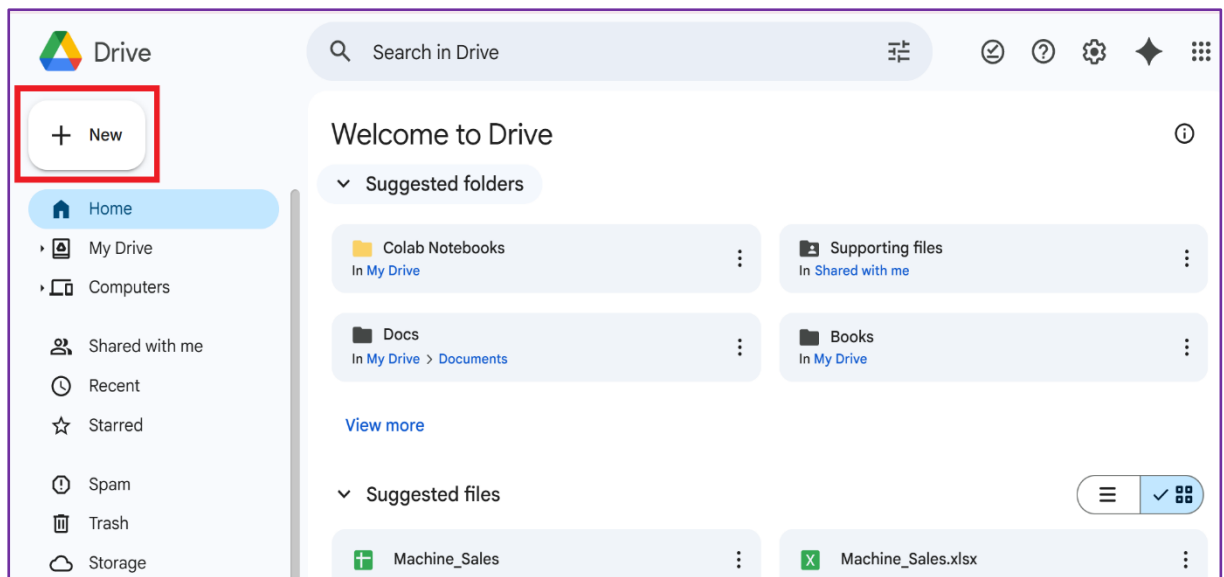 Drive
Search in Drive
New
Welcome to Drive
Suggested folders
Home
My Drive
Computers
Shared with me
Recent
Starred
Spam
Trash
Storage
Colab Notebooks
In My Drive
Supporting files
In Shared with me
Docs
In My Drive > Documents
Books
In My Drive
View more
Suggested files
Machine_Sales
Machine_Sales.xlsx